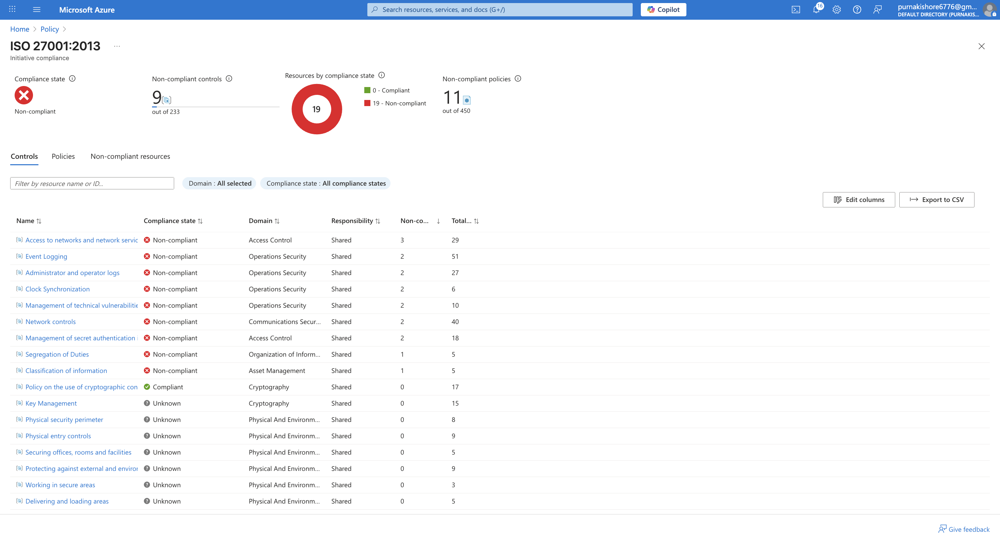 Microsoft Azure
Search resources, services, and docs (G+/)
Copilot
16
purnakishore6776@gm...
DEFAULT DIRECTORY (PURNAKIS...
Home > Policy >
ISO 27001:2013 ...
Initiative compliance
Compliance state
Non-compliant
Non-compliant controls
9
out of 233
Resources by compliance state
19
0 - Compliant
19 - Non-compliant
Non-compliant policies
11
out of 450
Controls Policies Non-compliant resources
Filter by resource name or ID...
Domain : All selected
Compliance state : All compliance states
Edit columns
Export to CSV
Name Compliance state Domain Responsibility Non-co... Total...
Access to networks and network servic Non-compliant Access Control Shared 3 29
Event Logging Non-compliant Operations Security Shared 2 51
Administrator and operator logs Non-compliant Operations Security Shared 2 27
Clock Synchronization Non-compliant Operations Security Shared 2 6
Management of technical vulnerabilitie Non-compliant Operations Security Shared 2 10
Network controls Non-compliant Communications Secur... Shared 2 40
Management of secret authentication i Non-compliant Access Control Shared 2 18
Segregation of Duties Non-compliant Organization of Inform... Shared 1 5
Classification of information Non-compliant Asset Management Shared 1 5
Policy on the use of cryptographic con Compliant Cryptography Shared 0 17
Key Management Unknown Cryptography Shared 0 15
Physical security perimeter Unknown Physical And Environm... Shared 0 8
Physical entry controls Unknown Physical And Environm... Shared 0 9
Securing offices, rooms and facilities Unknown Physical And Environm... Shared 0 5
Protecting against external and enviror Unknown Physical And Environm... Shared 0 9
Working in secure areas Unknown Physical And Environm... Shared 0 3
Delivering and loading areas Unknown Physical And Environm... Shared 0 5
Give feedback